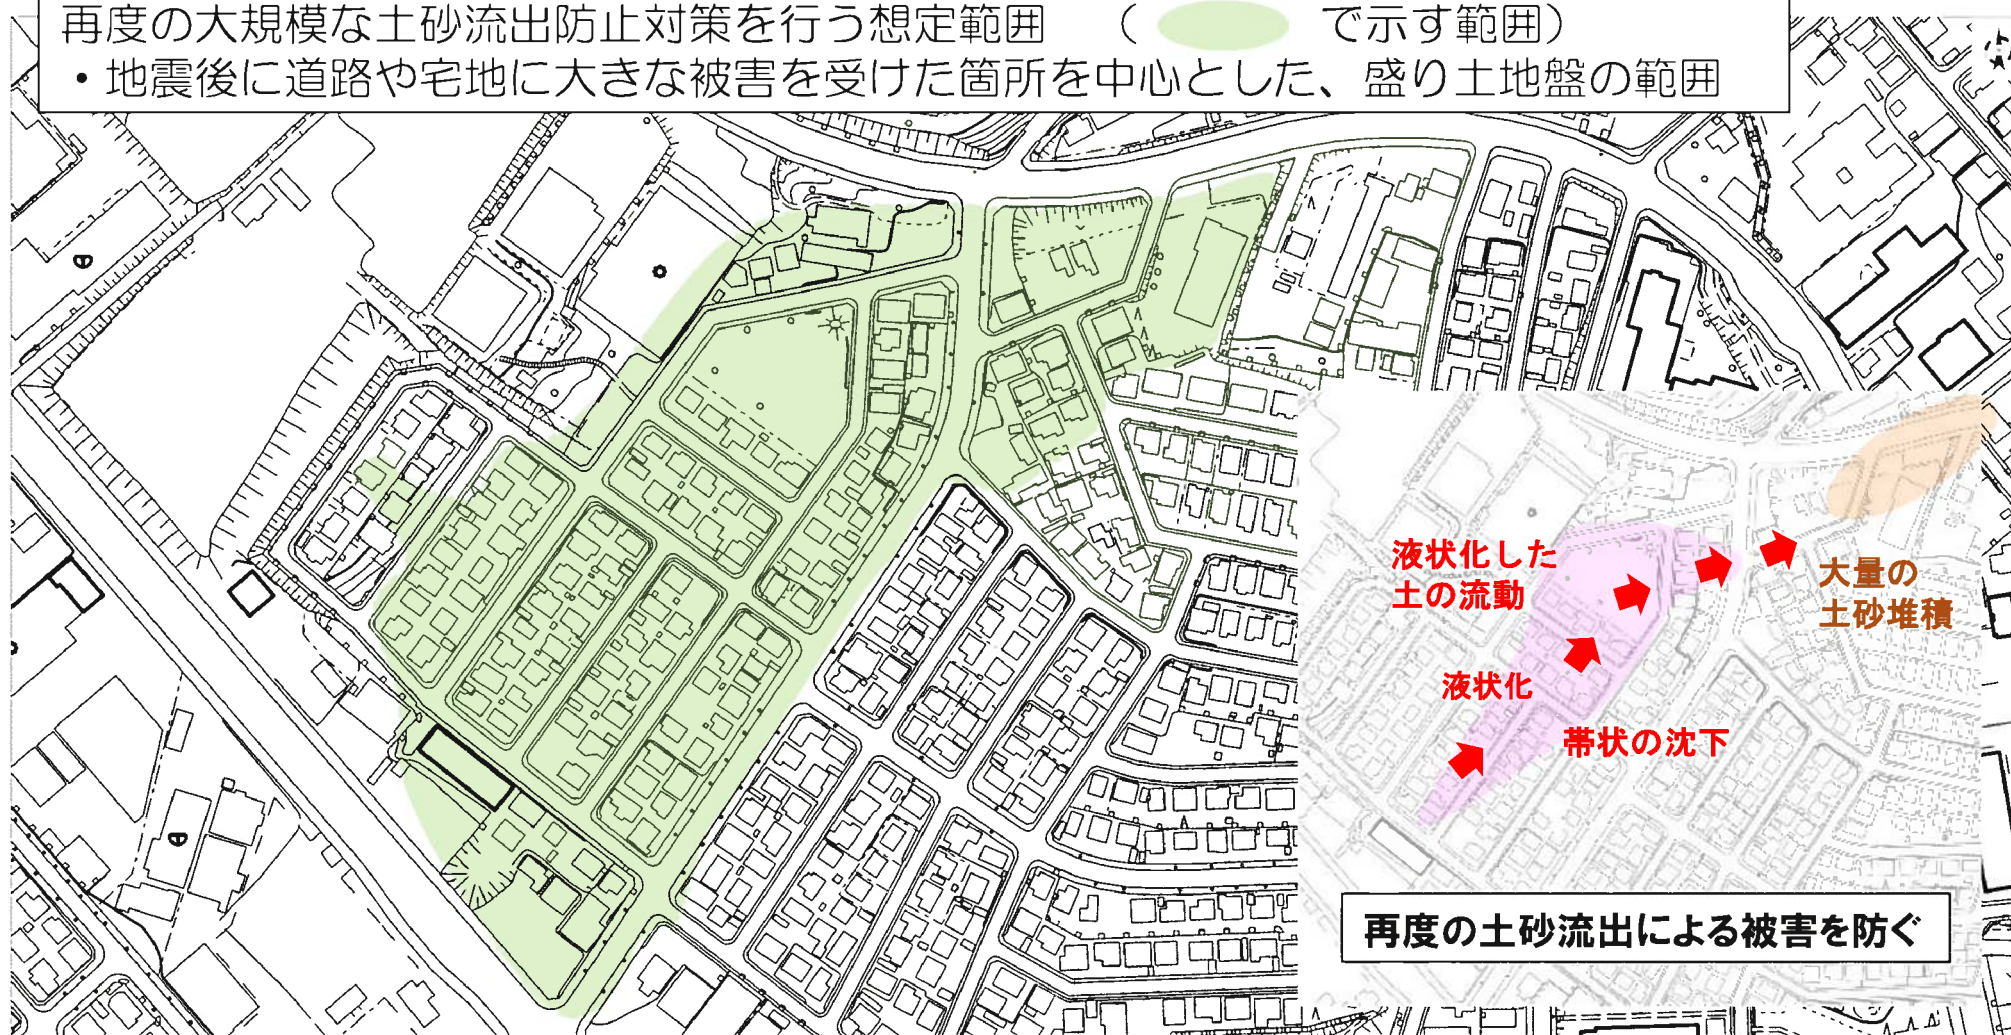 再度の大規模な土砂流出防止対策を行う想定範囲 ( で示す範囲)
・地震後に道路や宅地に大きな被害を受けた箇所を中心とした、盛り土地盤の範囲
液状化した
土の流動
大量の
土砂堆積
液状化
帯状の沈下
再度の土砂流出による被害を防ぐ